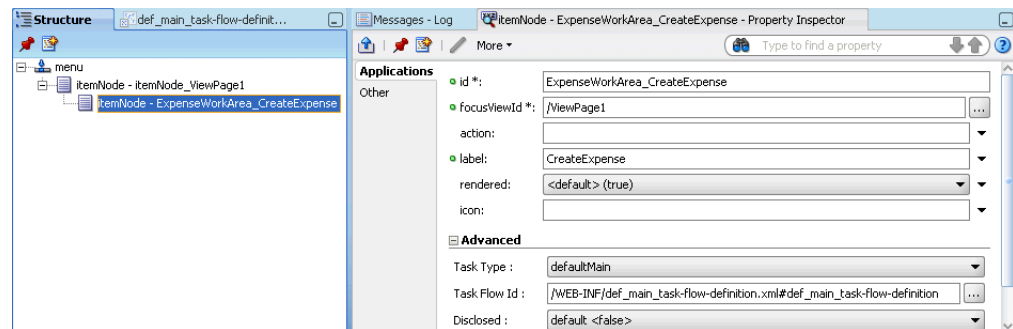 Structure
def_main_task-flow-definit...
menu
itemNode - itemNode_ViewPage1
itemNode - ExpenseWorkArea_CreateExpense
Messages - Log
itemNode - ExpenseWorkArea_CreateExpense - Property Inspector
More
Type to find a property
?
Applications
Other
id *:
ExpenseWorkArea_CreateExpense
focusViewId *:
/ViewPage1
...
action:
label:
CreateExpense
rendered:
<default> (true)
icon:
Advanced
Task Type :
defaultMain
Task Flow Id :
/WEB-INF/def_main_task-flow-definition.xml#def_main_task-flow-definition
...
Disclosed :
default <false>